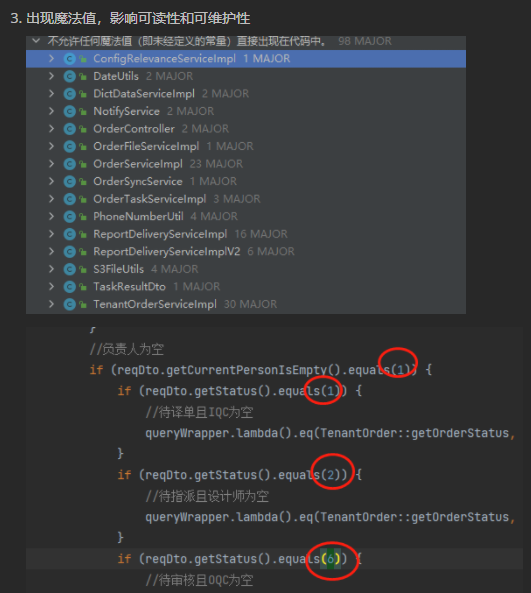 3. 出现魔法值，影响可读性和可维护性
不允许任何魔法值（即未经定义的常量）直接出现在代码中。 98 MAJOR
ConfigRelevanceServiceImpl 1 MAJOR
DateUtils 2 MAJOR
DictDataServiceImpl 2 MAJOR
NotifyService 2 MAJOR
OrderController 2 MAJOR
OrderFileServiceImpl 1 MAJOR
OrderServiceImpl 23 MAJOR
OrderSyncService 1 MAJOR
OrderTaskServiceImpl 3 MAJOR
PhoneNumberUtil 4 MAJOR
ReportDeliveryServiceImpl 16 MAJOR
ReportDeliveryServiceImplV2 6 MAJOR
S3FileUtils 4 MAJOR
TaskResultDto 1 MAJOR
TenantOrderServiceImpl 30 MAJOR
}
//负责人为空
if (reqDto.getCurrentPersonIsEmpty().equals(1)) {
if (reqDto.getStatus().equals(1)) {
//待译单且IQC为空
queryWrapper.lambda().eq(TenantOrder::getOrderStatus,
}
if (reqDto.getStatus().equals(2)) {
//待指派且设计师为空
queryWrapper.lambda().eq(TenantOrder::getOrderStatus,
}
if (reqDto.getStatus().equals(6)) {
//待审核且OQC为空